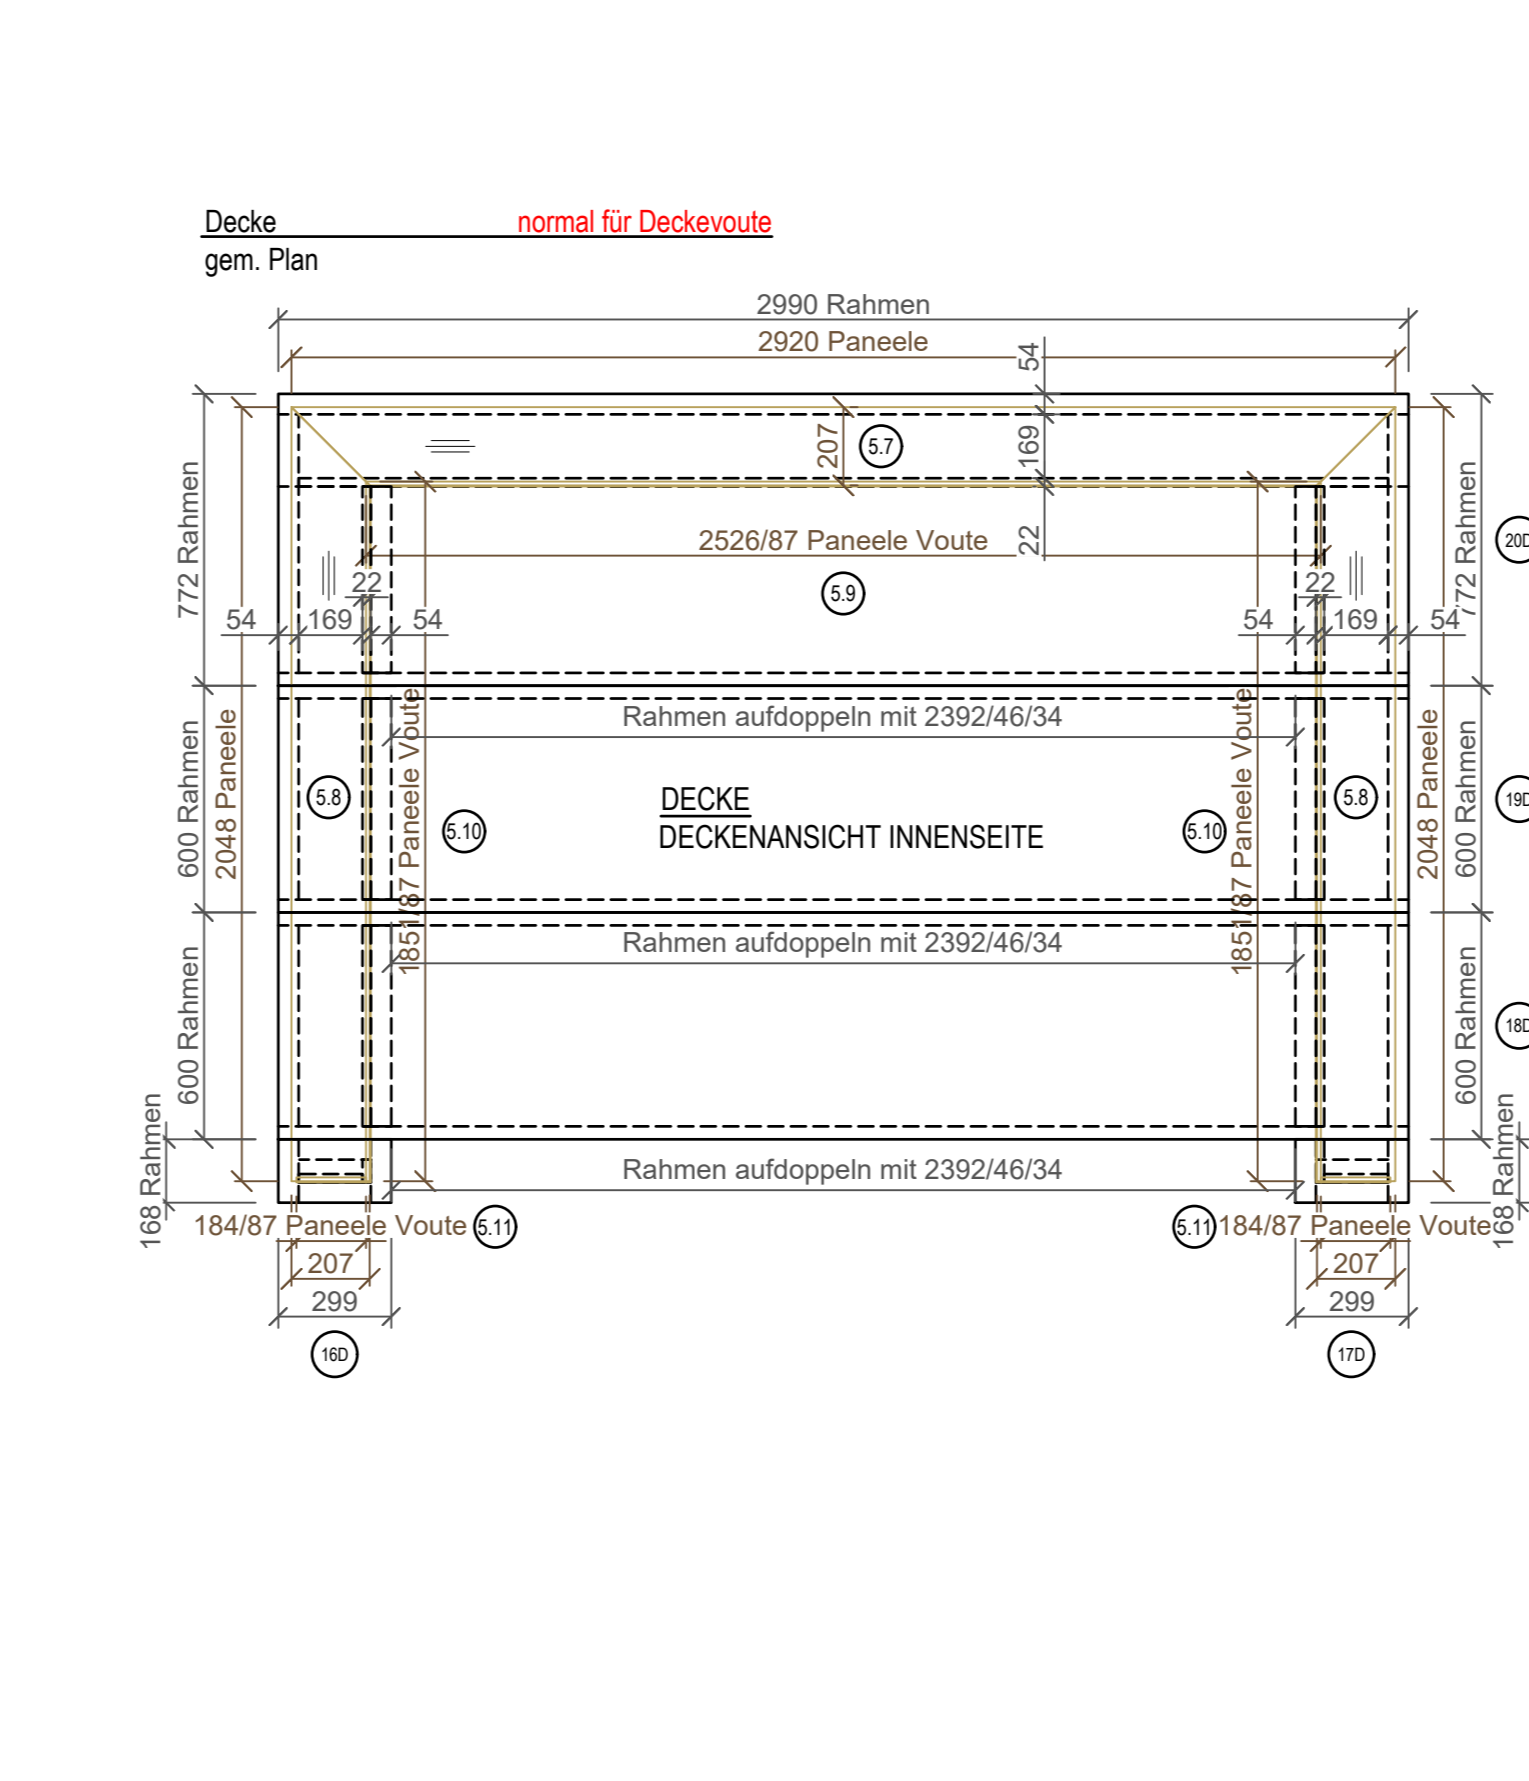 Decke normal für Deckevoute
gem. Plan
2990 Rahmen
2920 Paneele
54
207
5.7
169
772 Rahmen
772 Rahmen
2526/87 Paneele Voute
22
20D
22
5.9
22
54
169
54
54
169
54
Rahmen aufdoppeln mit 2392/46/34
600 Rahmen
2048 Paneele
5.8
1851/87 Paneele Voute
5.10
DECKE
DECKENANSICHT INNENSEITE
5.10
1851/87 Paneele Voute
5.8
2048 Paneele
600 Rahmen
19D
Rahmen aufdoppeln mit 2392/46/34
600 Rahmen
600 Rahmen
18D
168 Rahmen
Rahmen aufdoppeln mit 2392/46/34
168 Rahmen
184/87 Paneele Voute 5.11
5.11 184/87 Paneele Voute
207
207
299
299
16D
17D